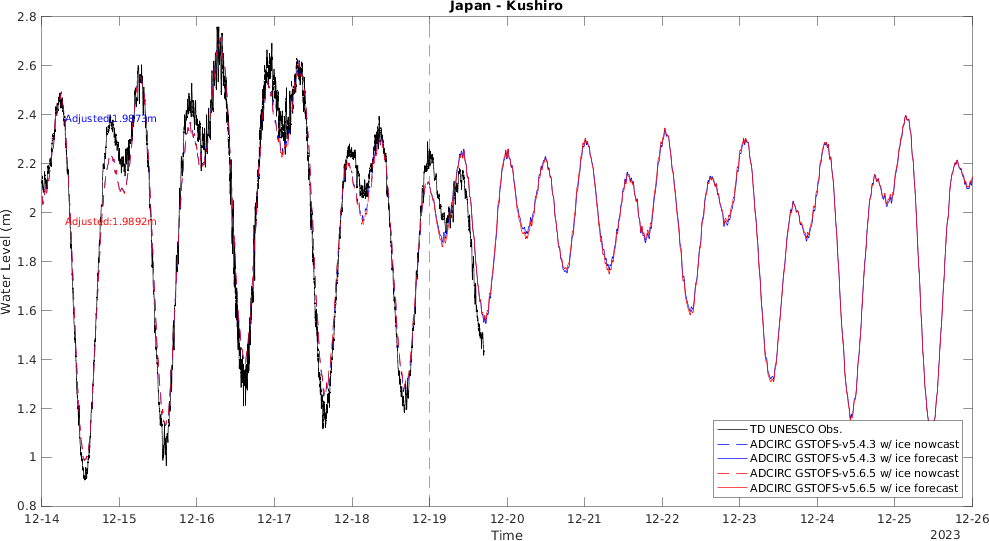 Japan - Kushiro
Water Level (m)
2.8
2.6
2.4
2.2
2
1.8
1.6
1.4
1.2
1
0.8
Adjusted:1.9873m
Adjusted:1.9892m
TD UNESCO Obs.
ADCIRC GSTOFS-v5.4.3 w/ ice nowcast
ADCIRC GSTOFS-v5.4.3 w/ ice forecast
ADCIRC GSTOFS-v5.6.5 w/ ice nowcast
ADCIRC GSTOFS-v5.6.5 w/ ice forecast
12-14 12-15 12-16 12-17 12-18 12-19 12-20 12-21 12-22 12-23 12-24 12-25 12-26
Time
2023